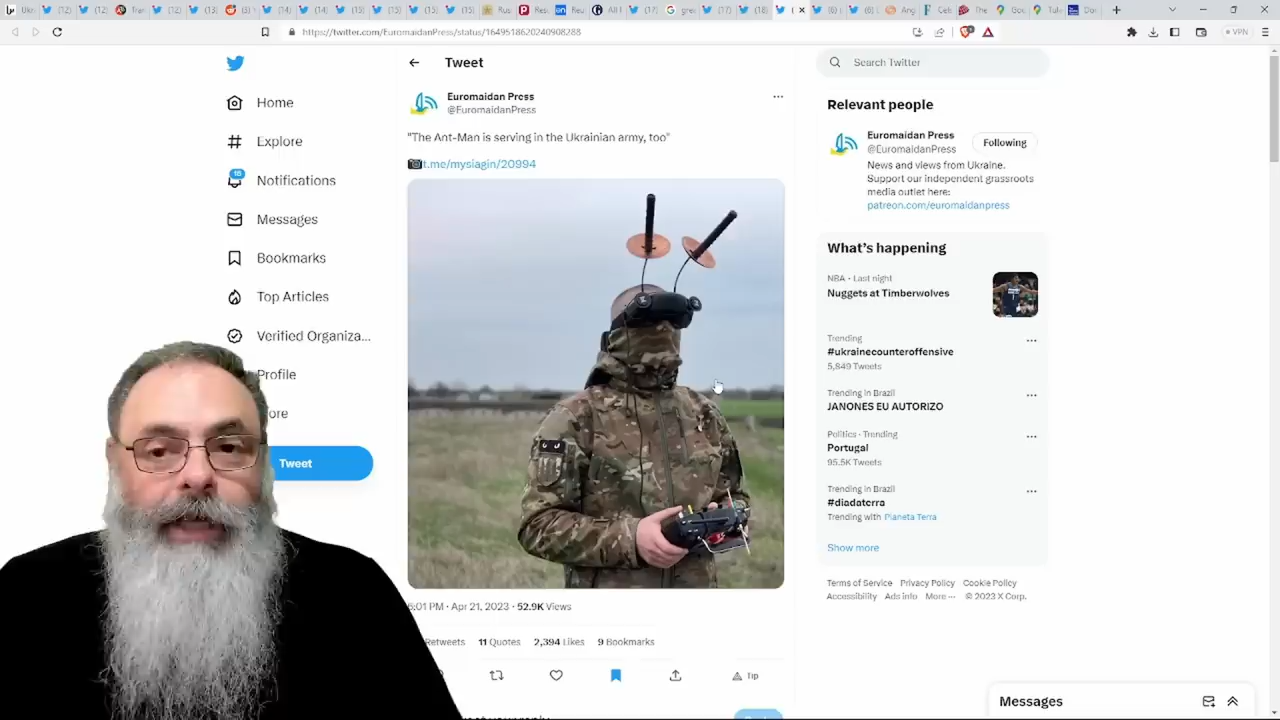 https://twitter.com/EuromaidanPress/status/1649518620240908288
VPN
Home
Explore
18
Notifications
Messages
Bookmarks
Top Articles
Verified Organiza...
Profile
ore
Tweet
Tweet
Euromaidan Press
@EuromaidanPress
"The Ant-Man is serving in the Ukrainian army, too"
t.me/mysiagin/20994
6:01 PM · Apr 21, 2023 · 52.9K Views
Retweets 11 Quotes 2,394 Likes 9 Bookmarks
Tip
Search Twitter
Relevant people
Euromaidan Press
@EuromaidanPress
Following
News and views from Ukraine.
Support our independent grassroots
media outlet here:
patreon.com/euromaidanpress
What's happening
NBA · Last night
Nuggets at Timberwolves
Trending
#ukrainecounteroffensive
5,849 Tweets
Trending in Brazil
JANONES EU AUTORIZO
Politics · Trending
Portugal
95.5K Tweets
Trending in Brazil
#diadaterra
Trending with Planeta Terra
Show more
Terms of Service Privacy Policy Cookie Policy
Accessibility Ads info More ··· © 2023 X Corp.
Messages